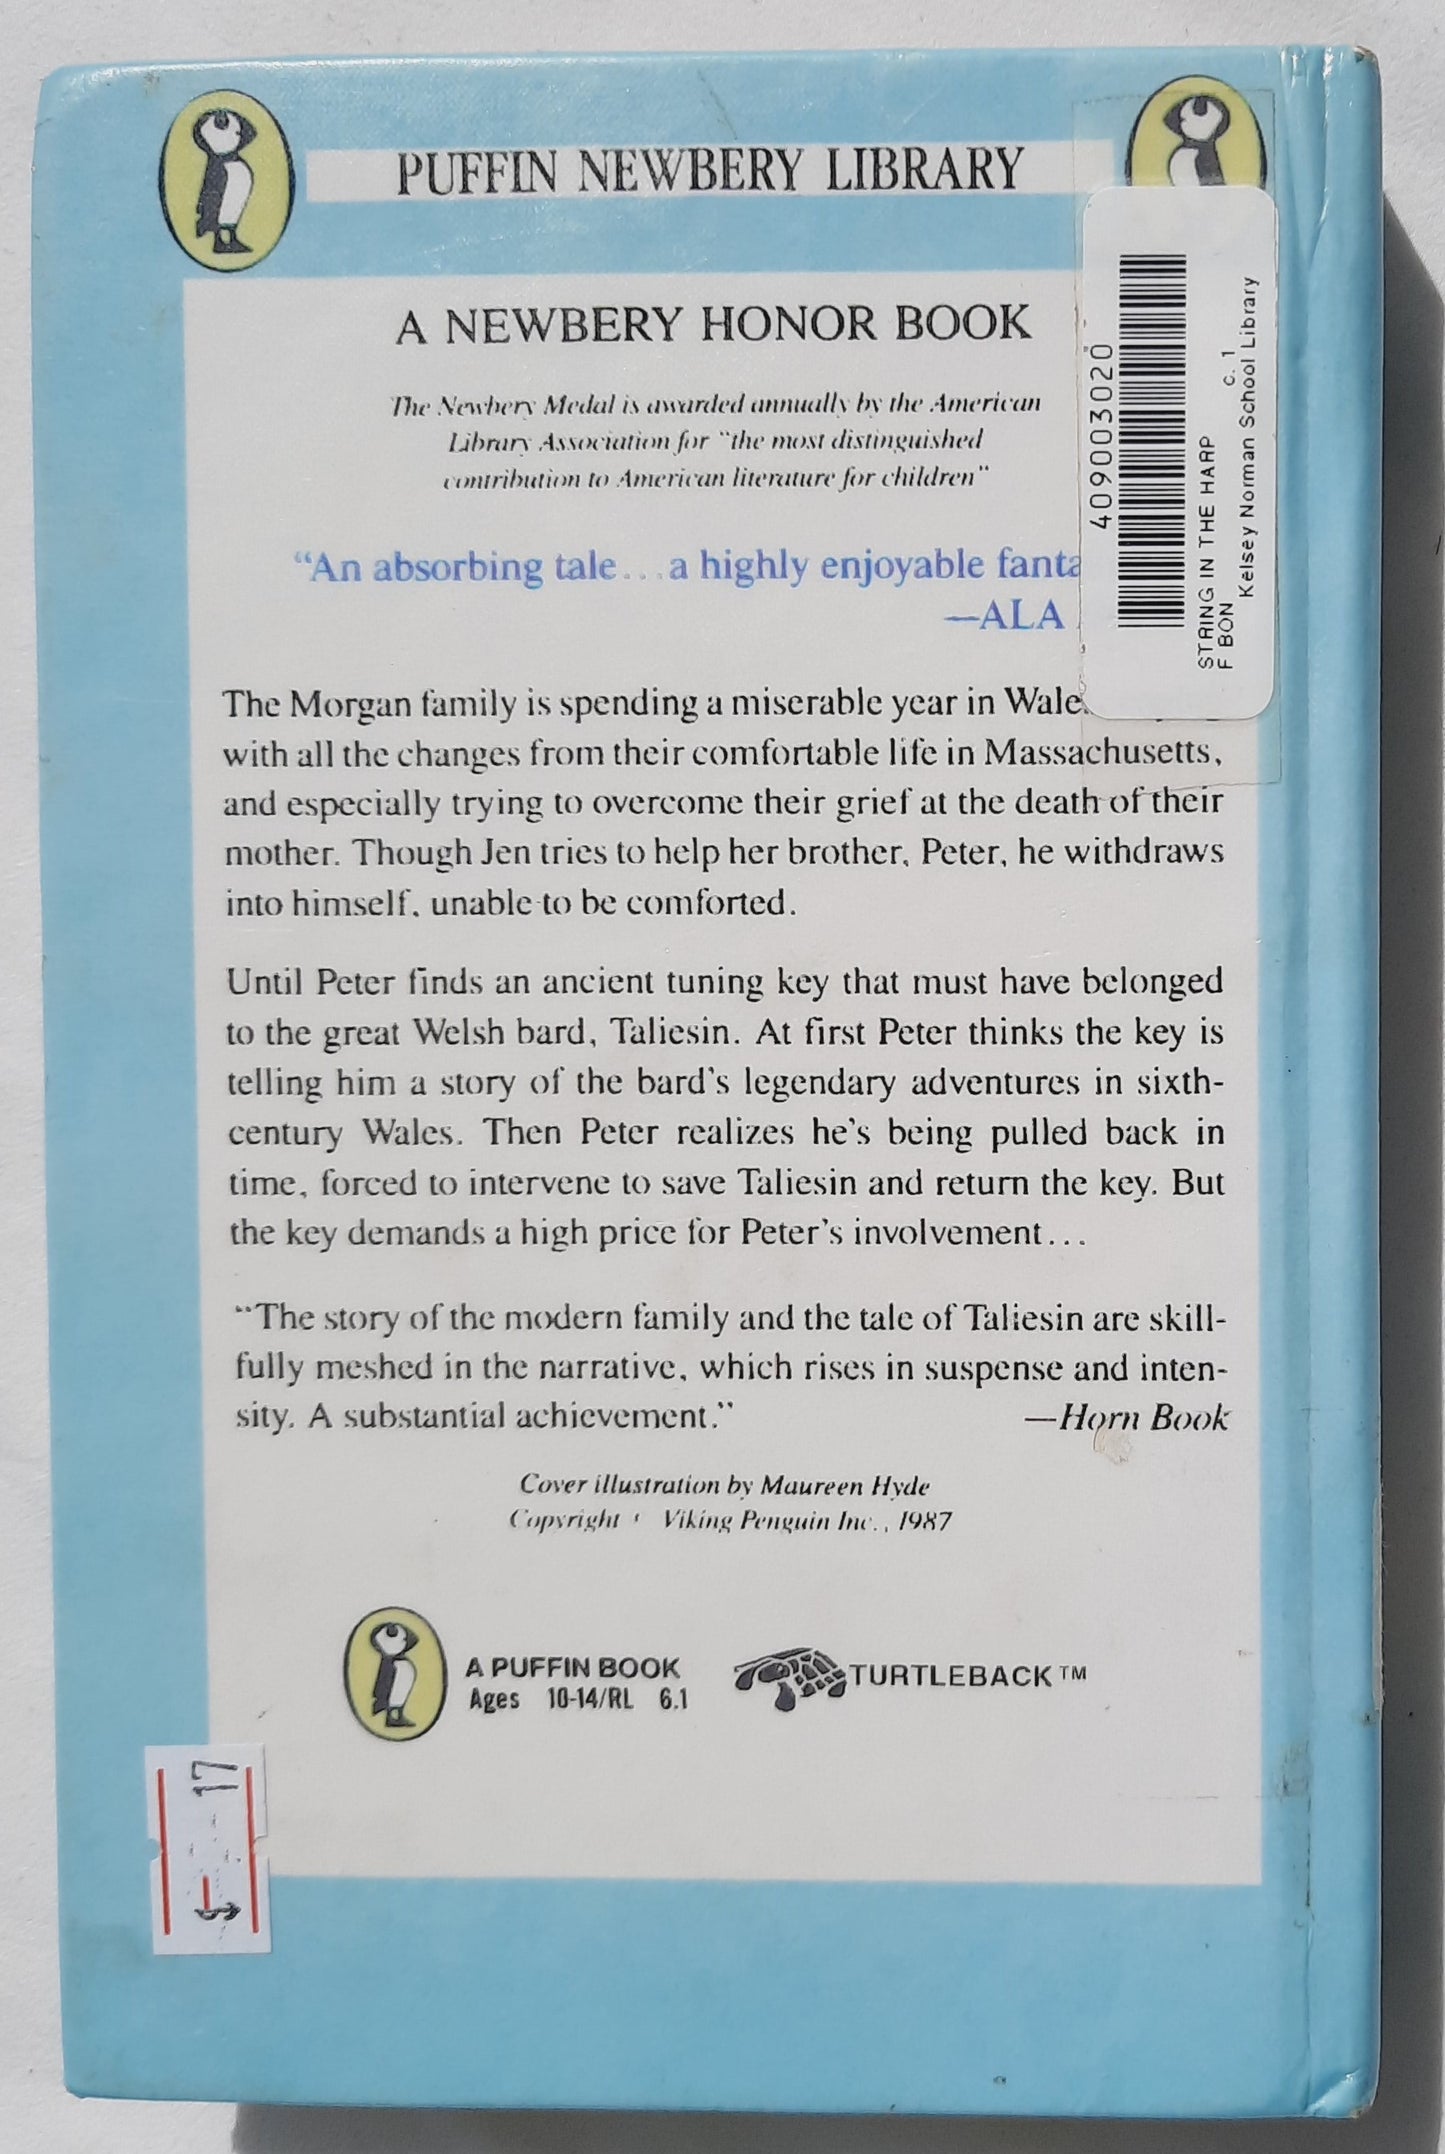 PUFFIN NEWBERY LIBRARY
A NEWBERY HONOR BOOK
The Newbery Medal is awarded annually by the American
Library Association for "the most distinguished
contribution to American literature for children"
"An absorbing tale...a highly enjoyable fanta
—ALA
409003020
STRING IN THE HARP
F BON c. 1
Kelsey Norman School Library
The Morgan family is spending a miserable year in Wale
with all the changes from their comfortable life in Massachusetts,
and especially trying to overcome their grief at the death of their
mother. Though Jen tries to help her brother, Peter, he withdraws
into himself, unable to be comforted.
Until Peter finds an ancient tuning key that must have belonged
to the great Welsh bard, Taliesin. At first Peter thinks the key is
telling him a story of the bard's legendary adventures in sixth-
century Wales. Then Peter realizes he's being pulled back in
time, forced to intervene to save Taliesin and return the key. But
the key demands a high price for Peter's involvement...
"The story of the modern family and the tale of Taliesin are skill-
fully meshed in the narrative, which rises in suspense and inten-
sity. A substantial achievement." —Horn Book
Cover illustration by Maureen Hyde
Copyright Viking Penguin Inc., 1987
A PUFFIN BOOK
Ages 10-14/RL 6.1
TURTLEBACK™
17